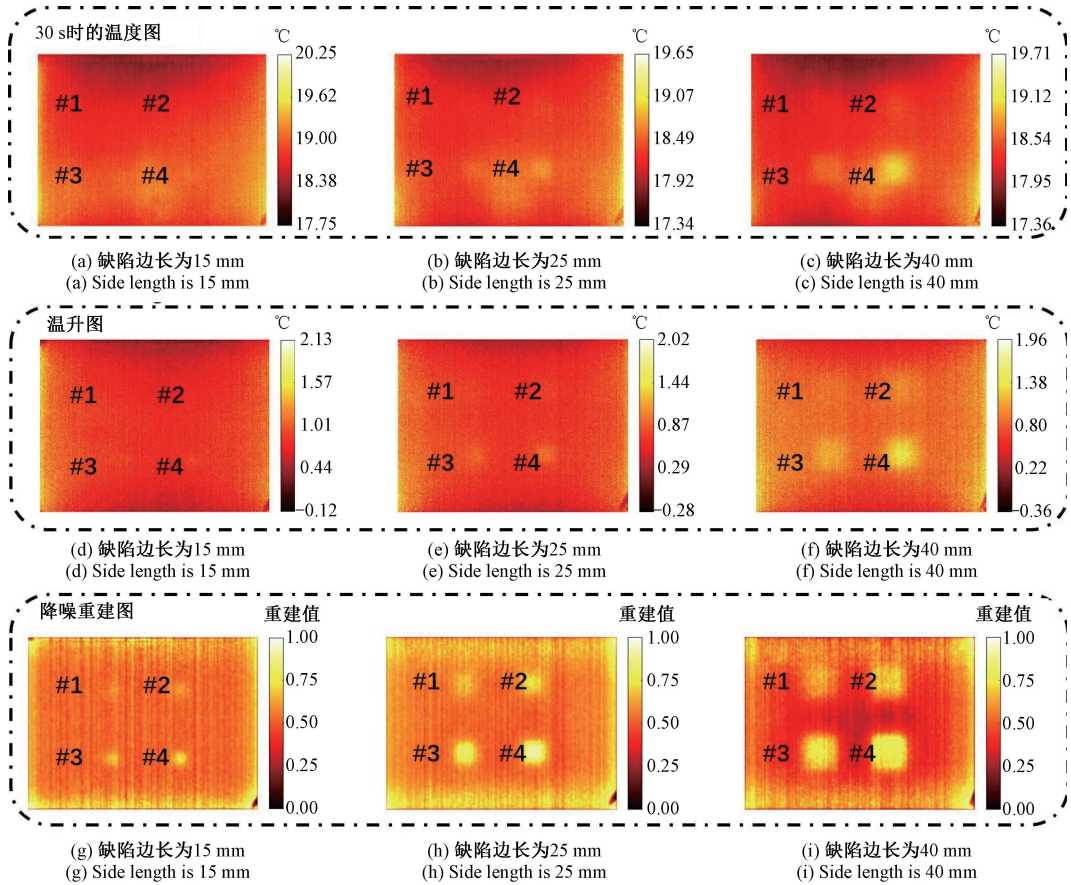 30 s时的温度图
℃
20.25
19.62
19.00
18.38
17.75
#1 #2
#3 #4
℃
19.65
19.07
18.49
17.92
17.34
#1 #2
#3 #4
℃
19.71
19.12
18.54
17.95
17.36
#1 #2
#3 #4
(a) 缺陷边长为15 mm
(a) Side length is 15 mm
(b) 缺陷边长为25 mm
(b) Side length is 25 mm
(c) 缺陷边长为40 mm
(c) Side length is 40 mm
温升图
℃
2.13
1.57
1.01
0.44
−0.12
#1 #2
#3 #4
℃
2.02
1.44
0.87
0.29
−0.28
#1 #2
#3 #4
℃
1.96
1.38
0.80
0.22
−0.36
#1 #2
#3 #4
(d) 缺陷边长为15 mm
(d) Side length is 15 mm
(e) 缺陷边长为25 mm
(e) Side length is 25 mm
(f) 缺陷边长为40 mm
(f) Side length is 40 mm
降噪重建图
重建值
1.00
0.75
0.50
0.25
0.00
#1 #2
#3 #4
重建值
1.00
0.75
0.50
0.25
0.00
#1 #2
#3 #4
重建值
1.00
0.75
0.50
0.25
0.00
#1 #2
#3 #4
(g) 缺陷边长为15 mm
(g) Side length is 15 mm
(h) 缺陷边长为25 mm
(h) Side length is 25 mm
(i) 缺陷边长为40 mm
(i) Side length is 40 mm